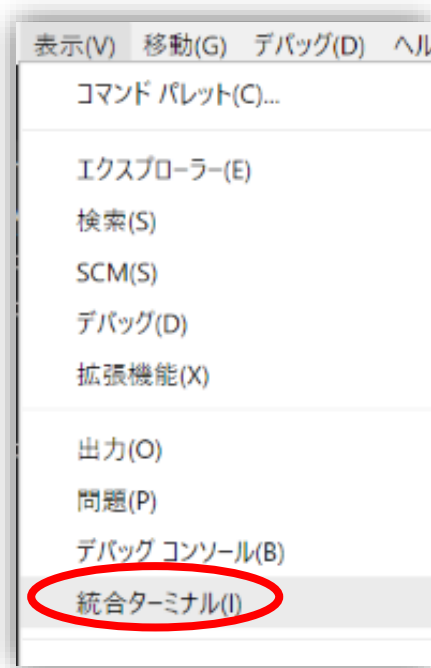 表示(V) 移動(G) デバッグ(D) ヘル
コマンド パレット(C)...
エクスプローラー(E)
検索(S)
SCM(S)
デバッグ(D)
拡張機能(X)
出力(O)
問題(P)
デバッグ コンソール(B)
統合ターミナル(I)